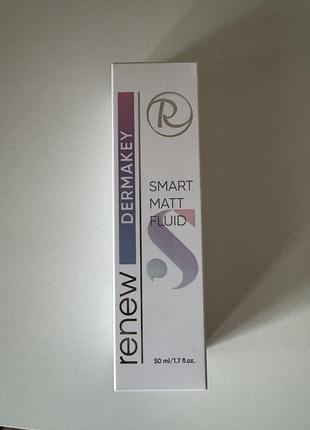 R
renew
DERMAKEY
SMART
MATT
FLUID
S
50 ml/1.7 fl.oz.